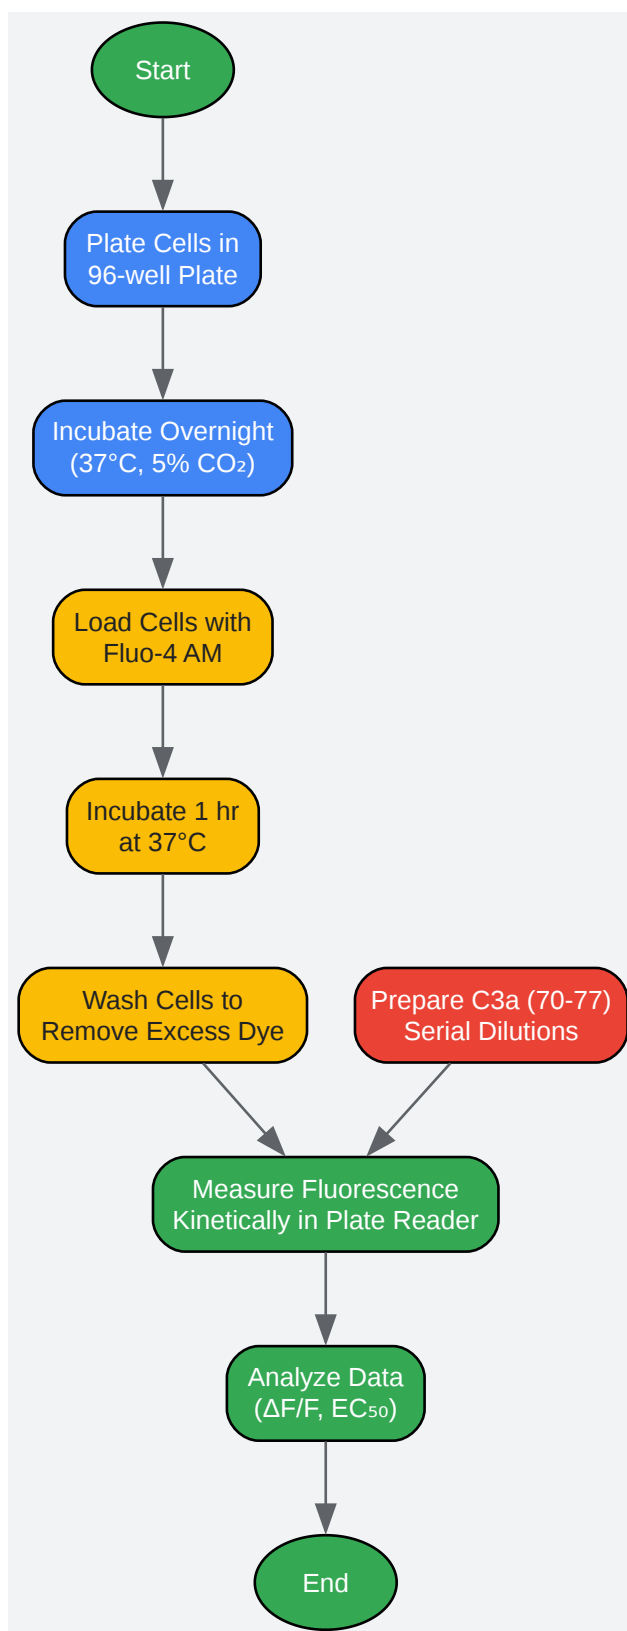 Start
Plate Cells in
96-well Plate
Incubate Overnight
(37°C, 5% CO₂)
Load Cells with
Fluo-4 AM
Incubate 1 hr
at 37°C
Wash Cells to
Remove Excess Dye
Prepare C3a (70-77)
Serial Dilutions
Measure Fluorescence
Kinetically in Plate Reader
Analyze Data
(ΔF/F, EC₅₀)
End